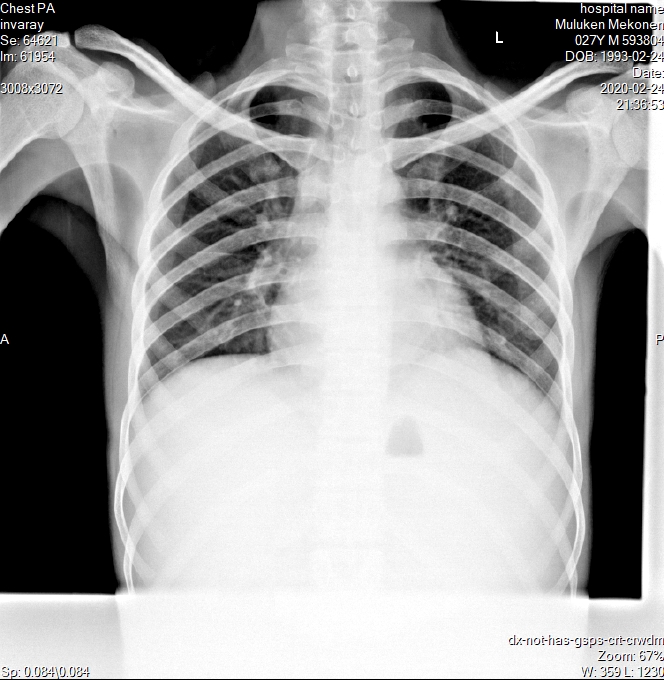 Chest PA
invaray
Se: 64621
Im: 61954
3008x3072
hospital name
Muluken Mekonen
027Y M 593804
DOB: 1993-02-24
Date:
2020-02-24
21:36:53
L
A
P
dx-not-has-gsps-crt-crwdm
Zoom: 67%
W: 359 L: 1230
Sp: 0.084\0.084